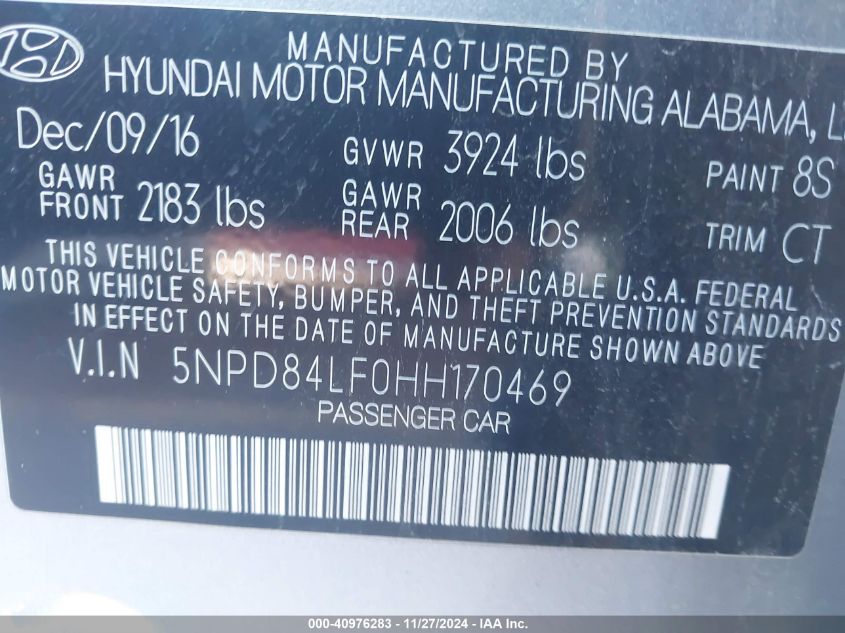 MANUFACTURED BY
HYUNDAI MOTOR MANUFACTURING ALABAMA,
Dec/09/16 GVWR 3924 lbs PAINT 8S
GAWR FRONT 2183 lbs GAWR REAR 2006 lbs TRIM CT
THIS VEHICLE CONFORMS TO ALL APPLICABLE U.S.A. FEDERAL
MOTOR VEHICLE SAFETY, BUMPER, AND THEFT PREVENTION STANDARDS
IN EFFECT ON THE DATE OF MANUFACTURE SHOWN ABOVE
V.I.N 5NPD84LF0HH170469
PASSENGER CAR
000-40976283 - 11/27/2024 - IAA Inc.